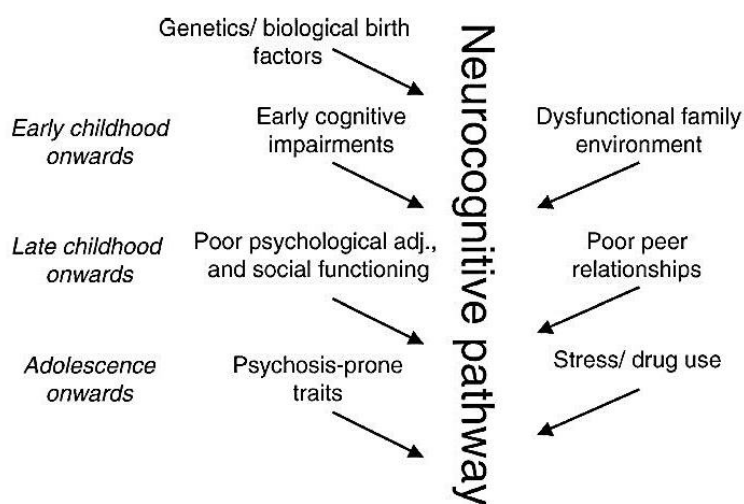 Genetics/ biological birth
factors
Neurocognitive pathway
Early childhood
onwards
Early cognitive
impairments
Dysfunctional family
environment
Late childhood
onwards
Poor psychological adj.,
and social functioning
Poor peer
relationships
Adolescence
onwards
Psychosis-prone
traits
Stress/ drug use